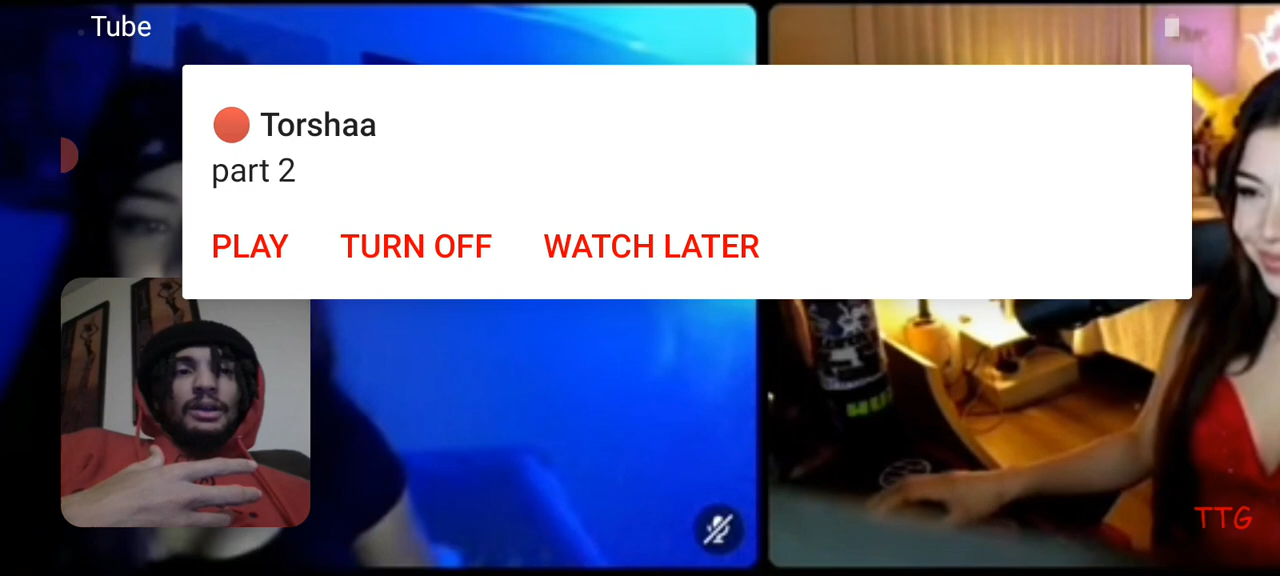 Tube
Torshaa
part 2
PLAY TURN OFF WATCH LATER
TTG